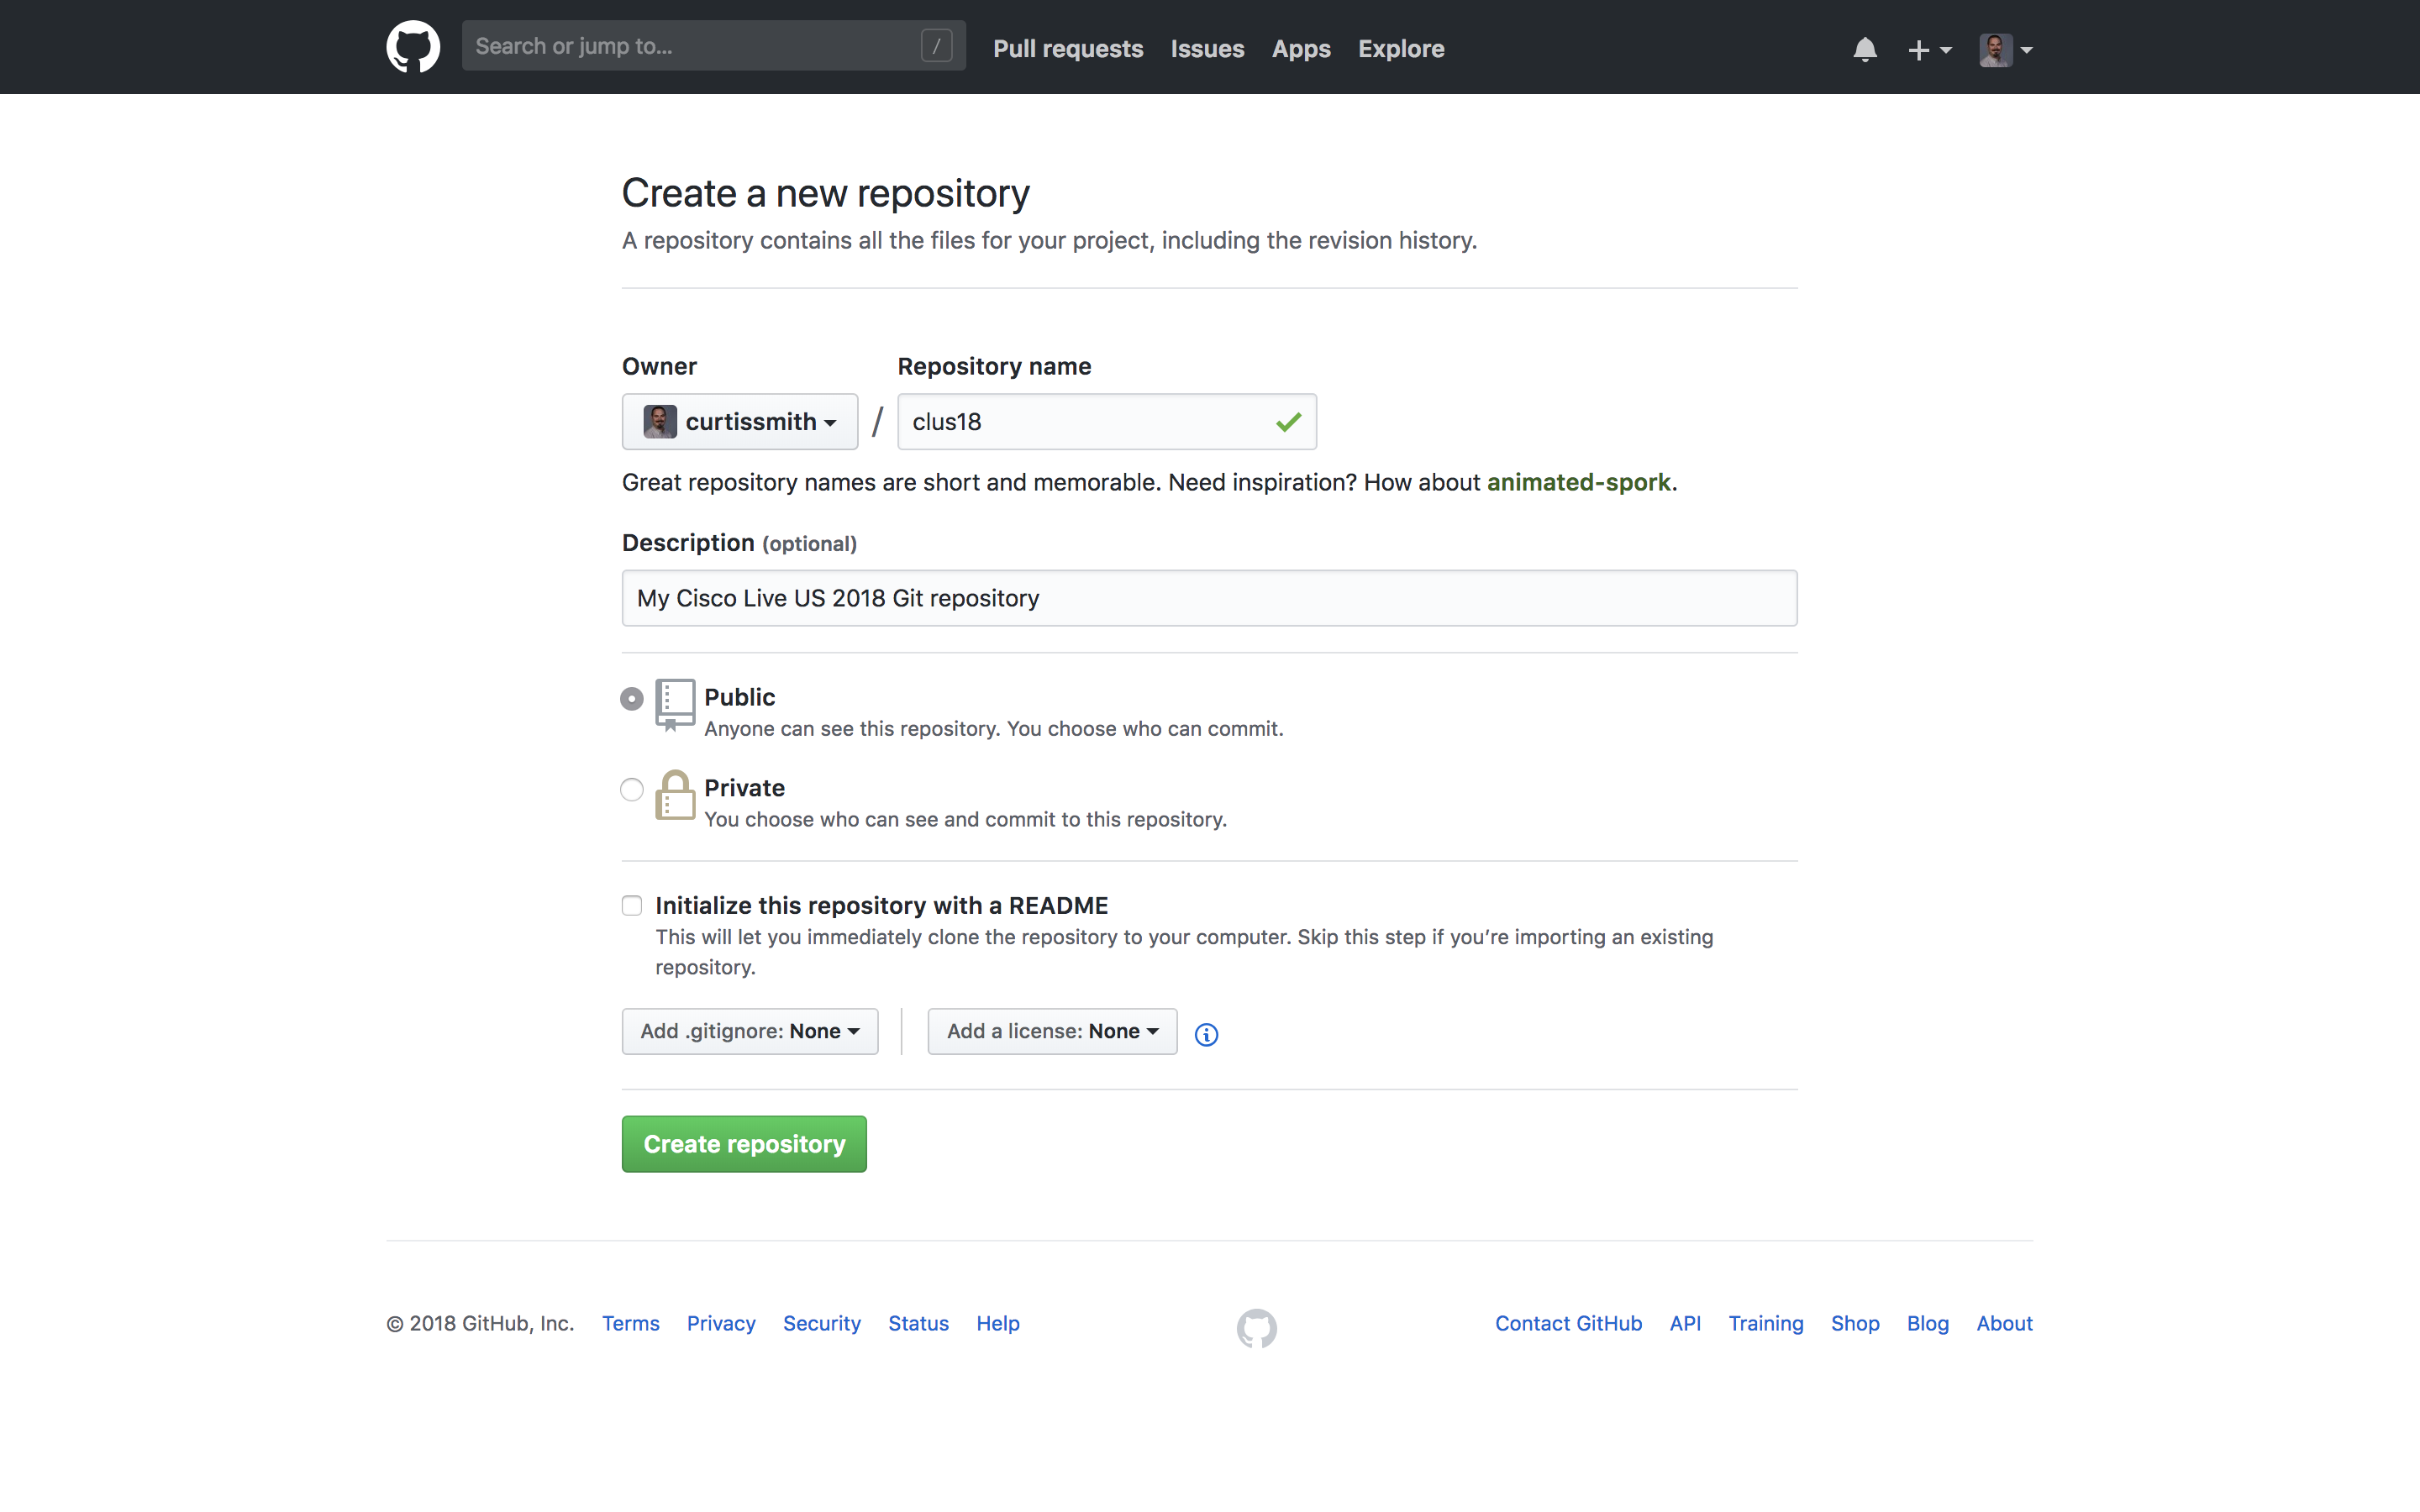 Search or jump to...
/
Pull requests
Issues
Apps
Explore
Create a new repository
A repository contains all the files for your project, including the revision history.
Owner
Repository name
curtissmith
/
clus18
Great repository names are short and memorable. Need inspiration? How about animated-spork.
Description (optional)
My Cisco Live US 2018 Git repository
Public
Anyone can see this repository. You choose who can commit.
Private
You choose who can see and commit to this repository.
Initialize this repository with a README
This will let you immediately clone the repository to your computer. Skip this step if you’re importing an existing
repository.
Add .gitignore: None
Add a license: None
Create repository
© 2018 GitHub, Inc.
Terms
Privacy
Security
Status
Help
Contact GitHub
API
Training
Shop
Blog
About